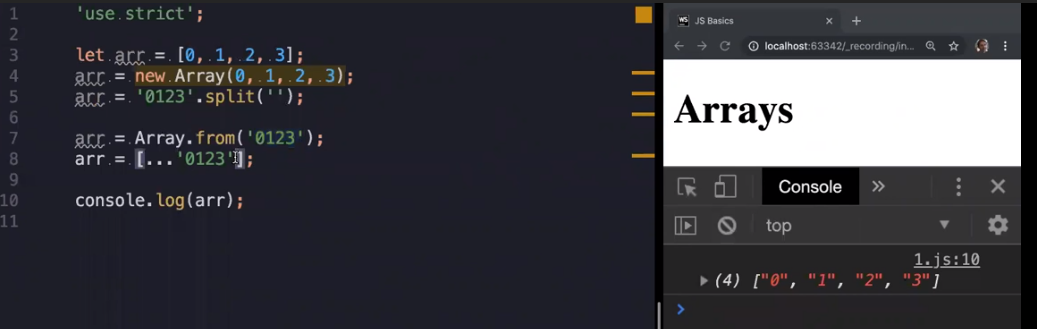 1 'use strict';
2
3 let arr = [0, 1, 2, 3];
4 arr = new Array(0, 1, 2, 3);
5 arr = '0123'.split('');
6
7 arr = Array.from('0123');
8 arr = [...'0123'];
9
10 console.log(arr);
11
WS JS Basics
localhost:63342/_recording/in...
Arrays
Console
top
1.js:10
(4) ["0", "1", "2", "3"]